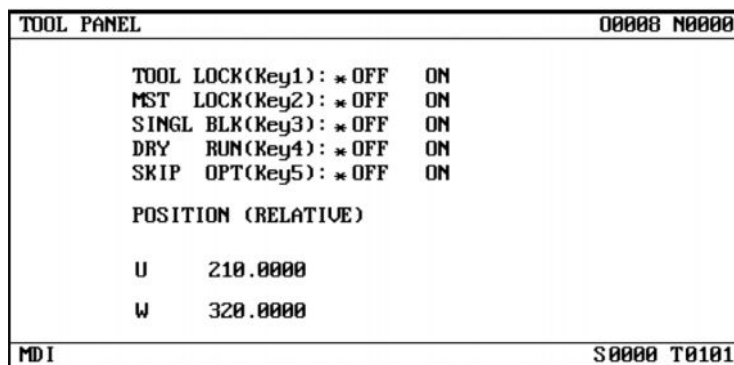 TOOL PANEL O0008 N0000
TOOL LOCK(Key1): *OFF ON
MST LOCK(Key2): *OFF ON
SINGL BLK(Key3): *OFF ON
DRY RUN(Key4): *OFF ON
SKIP OPT(Key5): *OFF ON
POSITION (RELATIVE)
U 210.0000
W 320.0000
MDI S0000 T0101